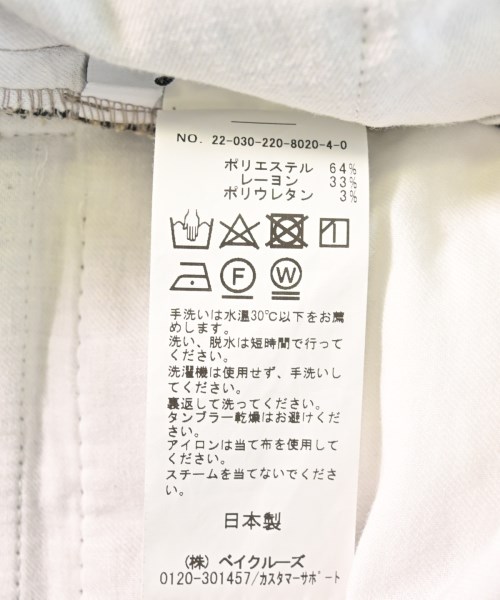 NO. 22-030-220-8020-4-0
ポリエステル 64%
レーヨン 33%
ポリウレタン 3%
F
W
手洗いは水温30℃以下をお薦
めします。
洗い、脱水は短時間で行って
ください。
洗濯機は使用せず、手洗いし
てください。
裏返して洗ってください。
タンブラー乾燥はお避けくださ
い。
アイロンは当て布を使用して
ください。
スチームを当てないでくださ
い。
日本製
(株) ベイクルーズ
0120-301457/カスタマーサポート